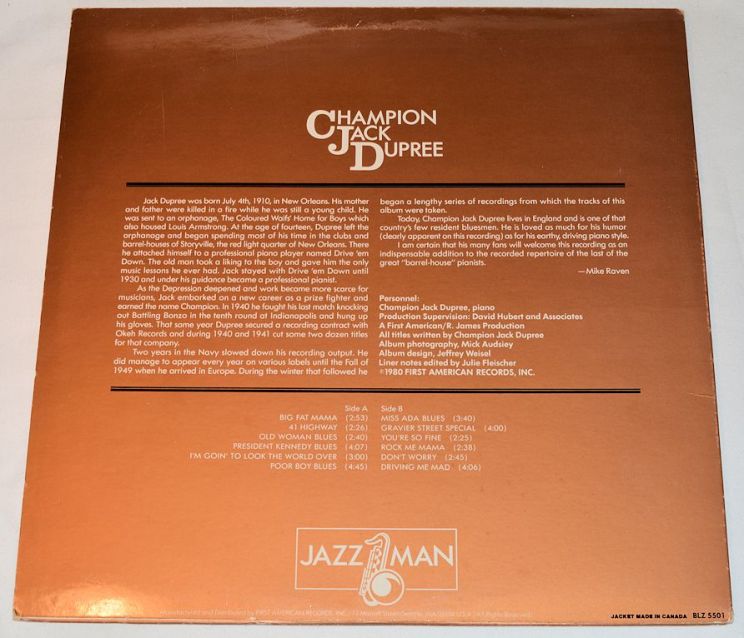 CHAMPION
JACK
DUPREE
Jack Dupree was born July 4th, 1910, in New Orleans. His mother
and father were killed in a fire while he was still a young child. He
was sent to an orphanage, The Coloured Waifs' Home for Boys which
also housed Louis Armstrong. At the age of fourteen, Dupree left the
orphanage and began spending most of his time in the clubs and
barrel-houses of Storyville, the red light quarter of New Orleans. There
he attached himself to a professional piano player named Drive 'em
Down. The old man took a liking to the boy and gave him the only
music lessons he ever had. Jack stayed with Drive 'em Down until
1930 and under his guidance became a professional pianist.
As the Depression deepened and work became more scarce for
musicians, Jack embarked on a new career as a prize fighter and
earned the name Champion. In 1940 he fought his last match knocking
out Battling Bonzo in the tenth round at Indianapolis and hung up
his gloves. That same year Dupree secured a recording contract with
Okeh Records and during 1940 and 1941 cut some two dozen titles
for that company.
Two years in the Navy slowed down his recording output. He
did manage to appear every year on various labels until the Fall of
1949 when he arrived in Europe. During the winter that followed he
began a lengthy series of recordings from which the tracks of this
album were taken.
Today, Champion Jack Dupree lives in England and is one of that
country's few resident bluesmen. He is loved as much for his humor
(clearly apparent on this recording) as for his earthy, driving piano style.
I am certain that his many fans will welcome this recording as an
indispensable addition to the recorded repertoire of the last of the
great "barrel-house" pianists.
—Mike Raven
Personnel:
Champion Jack Dupree, piano
Production Supervision: David Hubert and Associates
A First American/R. James Production
All titles written by Champion Jack Dupree
Album photography, Mick Audsley
Album design, Jeffrey Weisel
Liner notes edited by Julie Fleischer
©1980 FIRST AMERICAN RECORDS, INC.
Side A
BIG FAT MAMA (2:53)
41 HIGHWAY (2:26)
OLD WOMAN BLUES (2:40)
PRESIDENT KENNEDY BLUES (4:07)
I'M GOIN' TO LOOK THE WORLD OVER (3:00)
POOR BOY BLUES (4:45)
Side B
MISS ADA BLUES (3:40)
GRAVIER STREET SPECIAL (4:00)
YOU'RE SO FINE (2:25)
ROCK ME MAMA (2:38)
DON'T WORRY (2:45)
DRIVING ME MAD (4:06)
JAZZ MAN
Manufactured and Distributed by FIRST AMERICAN RECORDS, INC.
JACKET MADE IN CANADA BLZ 5501